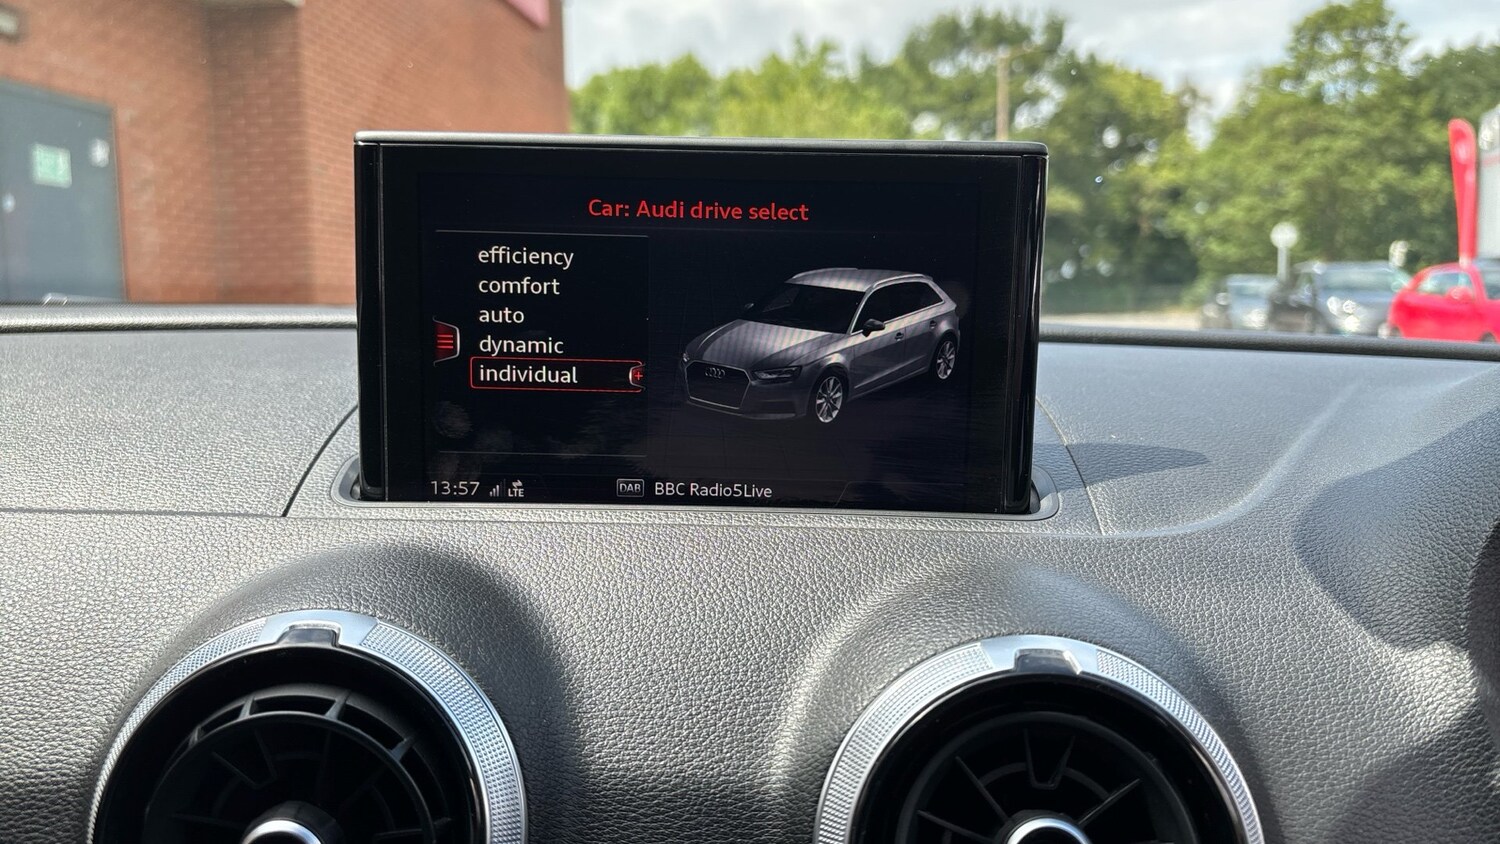 Car: Audi drive select
efficiency
comfort
auto
dynamic
individual
13:57 LTE DAB BBC Radio5Live